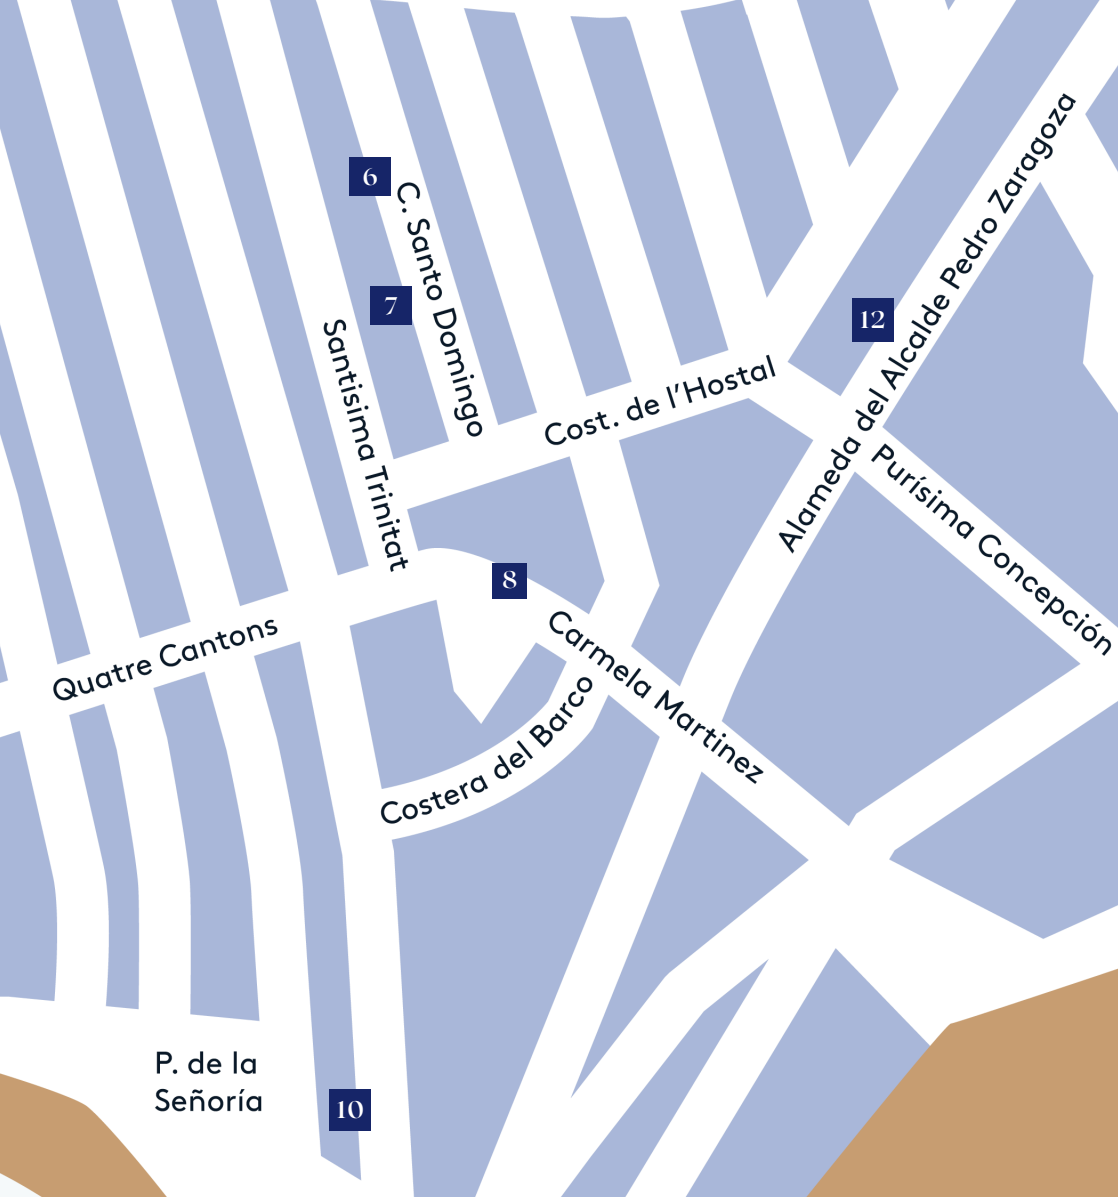 6
C. Santo Domingo
7
Santisima Trinitat
12
Alameda del Alcalde Pedro Zaragoza
Cost. de l’Hostal
Purísima Concepción
8
Carmela Martinez
Quatre Cantons
Costera del Barco
P. de la
Señoría
10